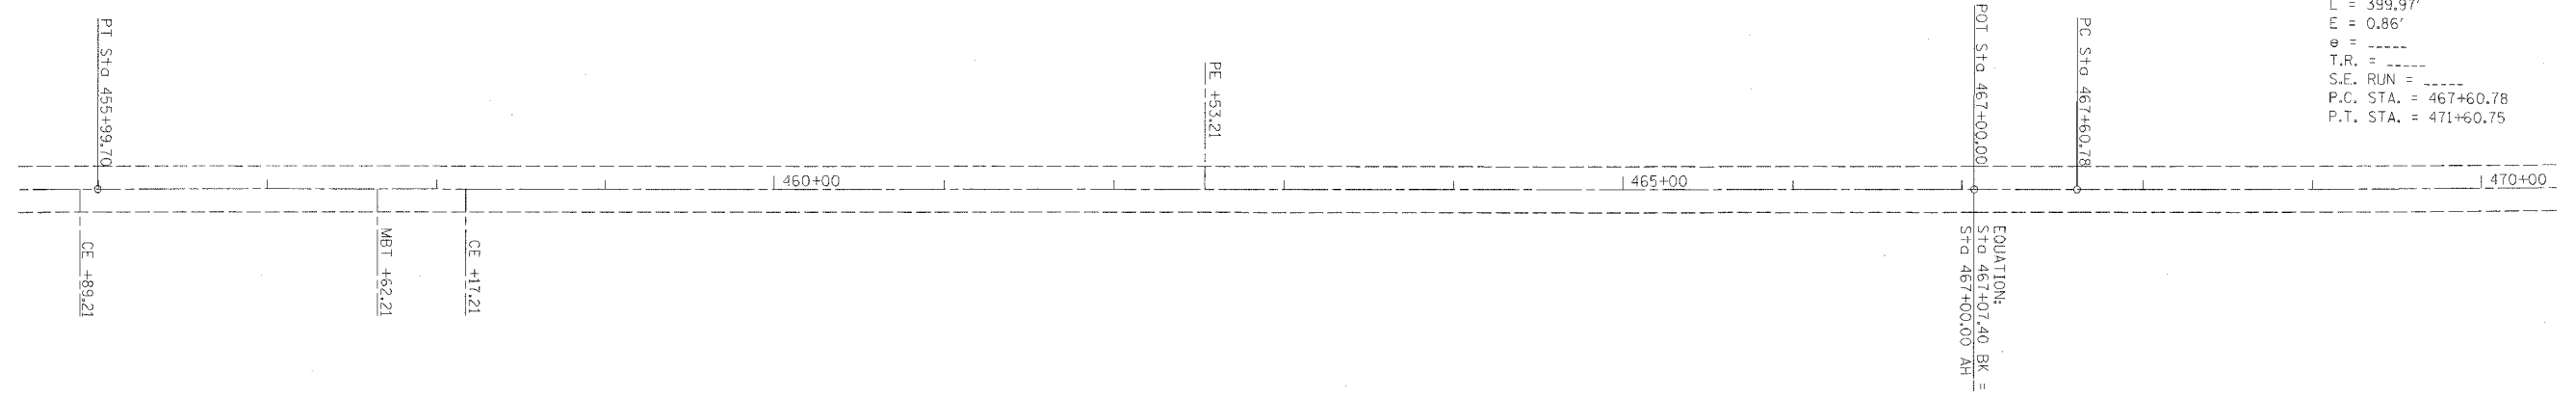 L = 399.97'
E = 0.86'
e = -----
T.R. = -----
S.E. RUN = -----
P.C. STA. = 467+60.78
P.T. STA. = 471+60.75
PT Sta 455+99.70
PE +53.21
POT Sta 467+00.00
PC Sta 467+60.78
460+00
465+00
470+00
CE +89.21
MBT +62.21
CE +17.21
EQUATION:
Sta 467+07.40 BK =
Sta 467+00.00 AH